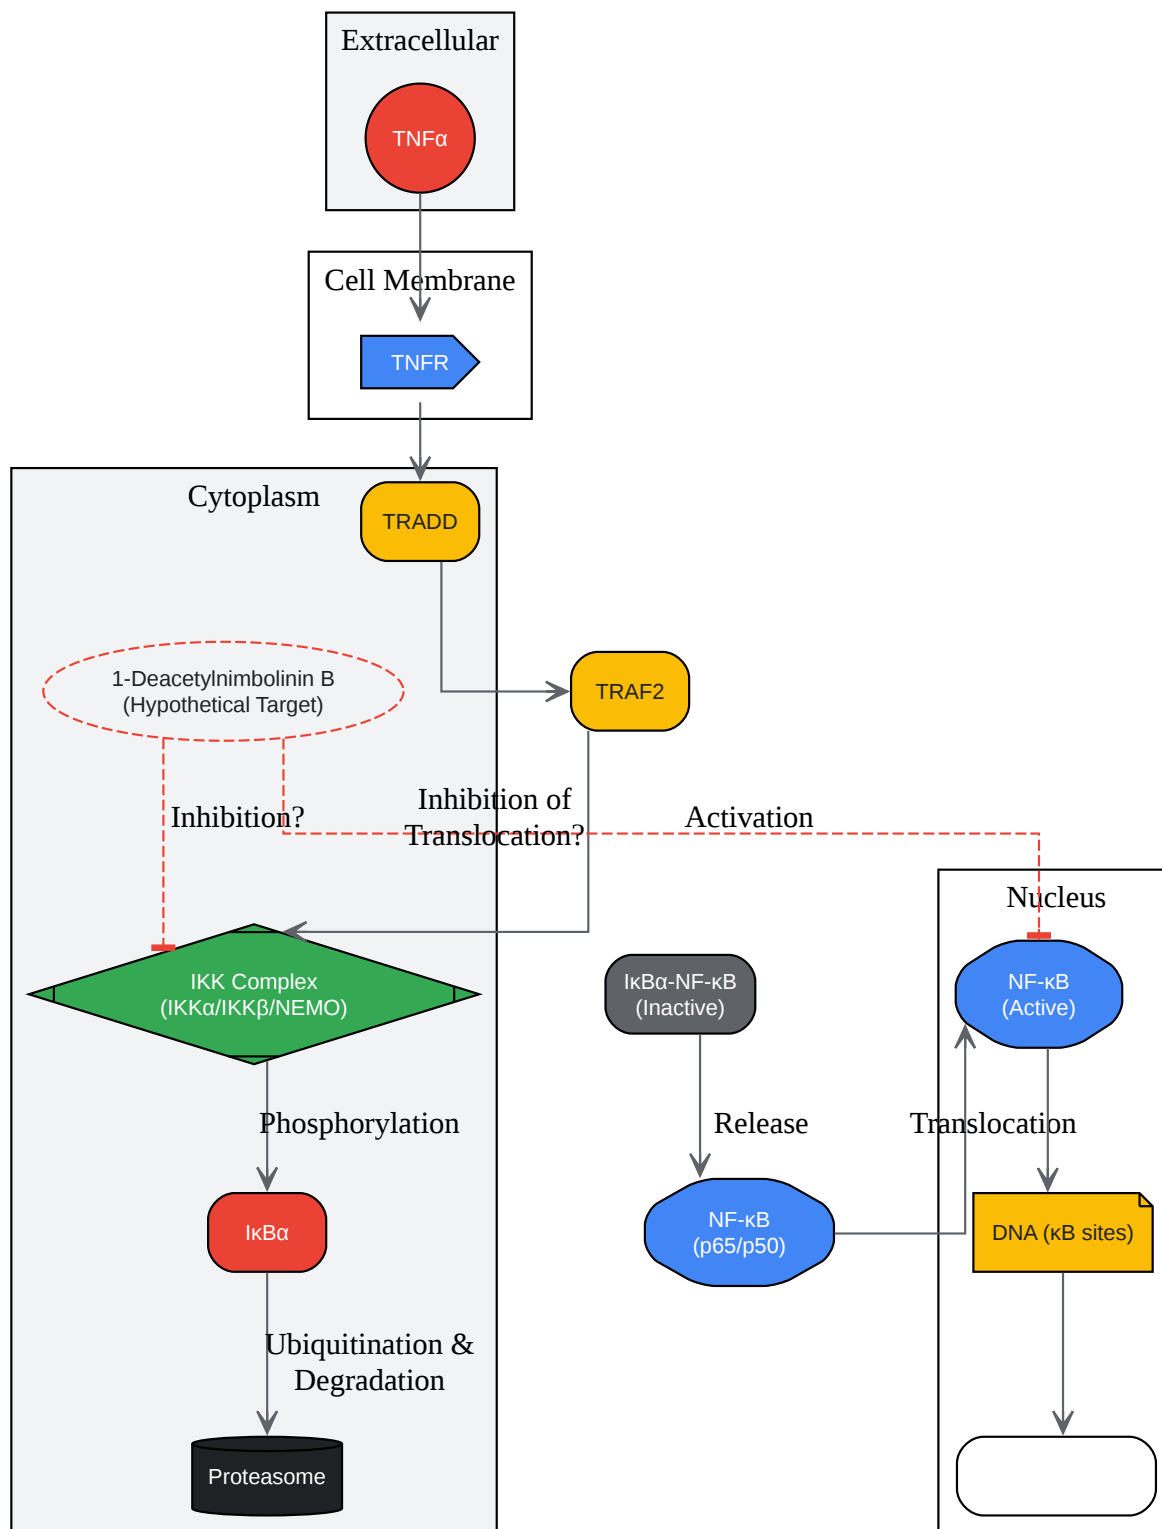 Extracellular
TNFα
Cell Membrane
TNFR
Cytoplasm
TRADD
1-Deacetylnimbolinin B
(Hypothetical Target)
TRAF2
Inhibition?
Inhibition of
Translocation?
Activation
Nucleus
IKK Complex
(IKKα/IKKβ/NEMO)
IκBα-NF-κB
(Inactive)
NF-κB
(Active)
Phosphorylation
Release
Translocation
IκBα
NF-κB
(p65/p50)
DNA (κB sites)
Ubiquitination &
Degradation
Proteasome